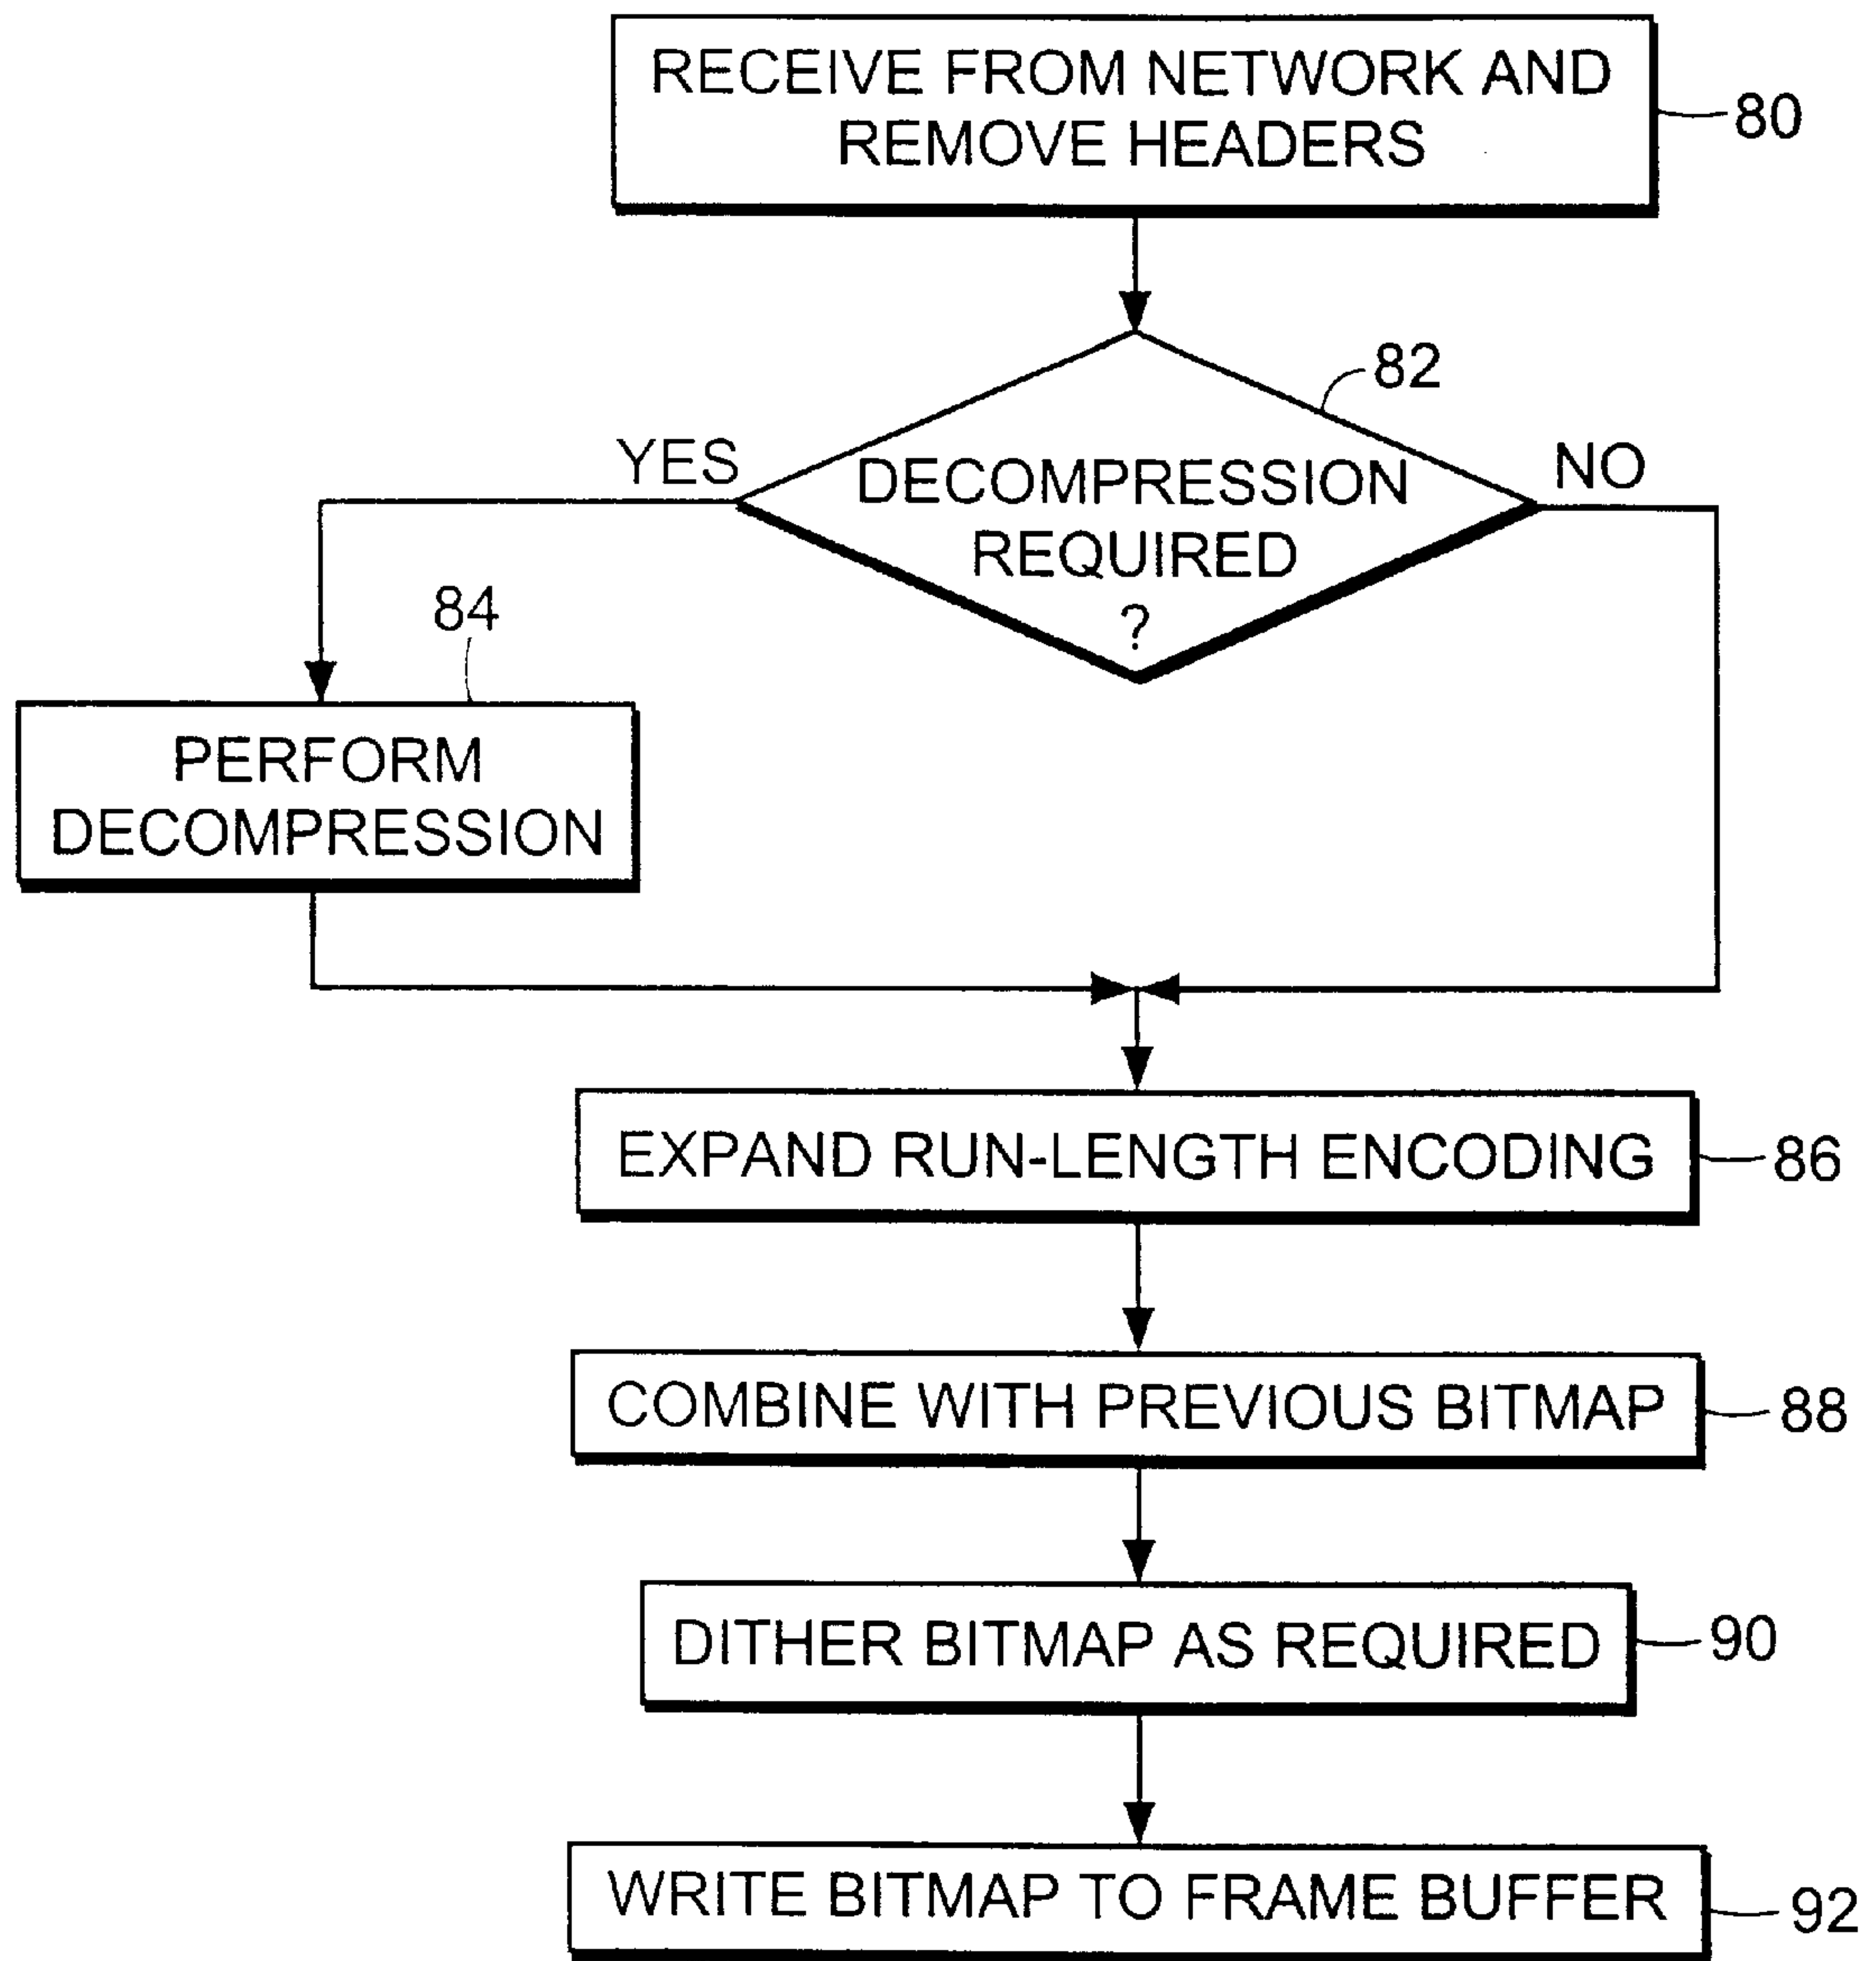 RECEIVE FROM NETWORK AND
REMOVE HEADERS
80
82
YES
DECOMPRESSION
REQUIRED
?
NO
84
PERFORM
DECOMPRESSION
EXPAND RUN-LENGTH ENCODING
86
COMBINE WITH PREVIOUS BITMAP
88
DITHER BITMAP AS REQUIRED
90
WRITE BITMAP TO FRAME BUFFER
92